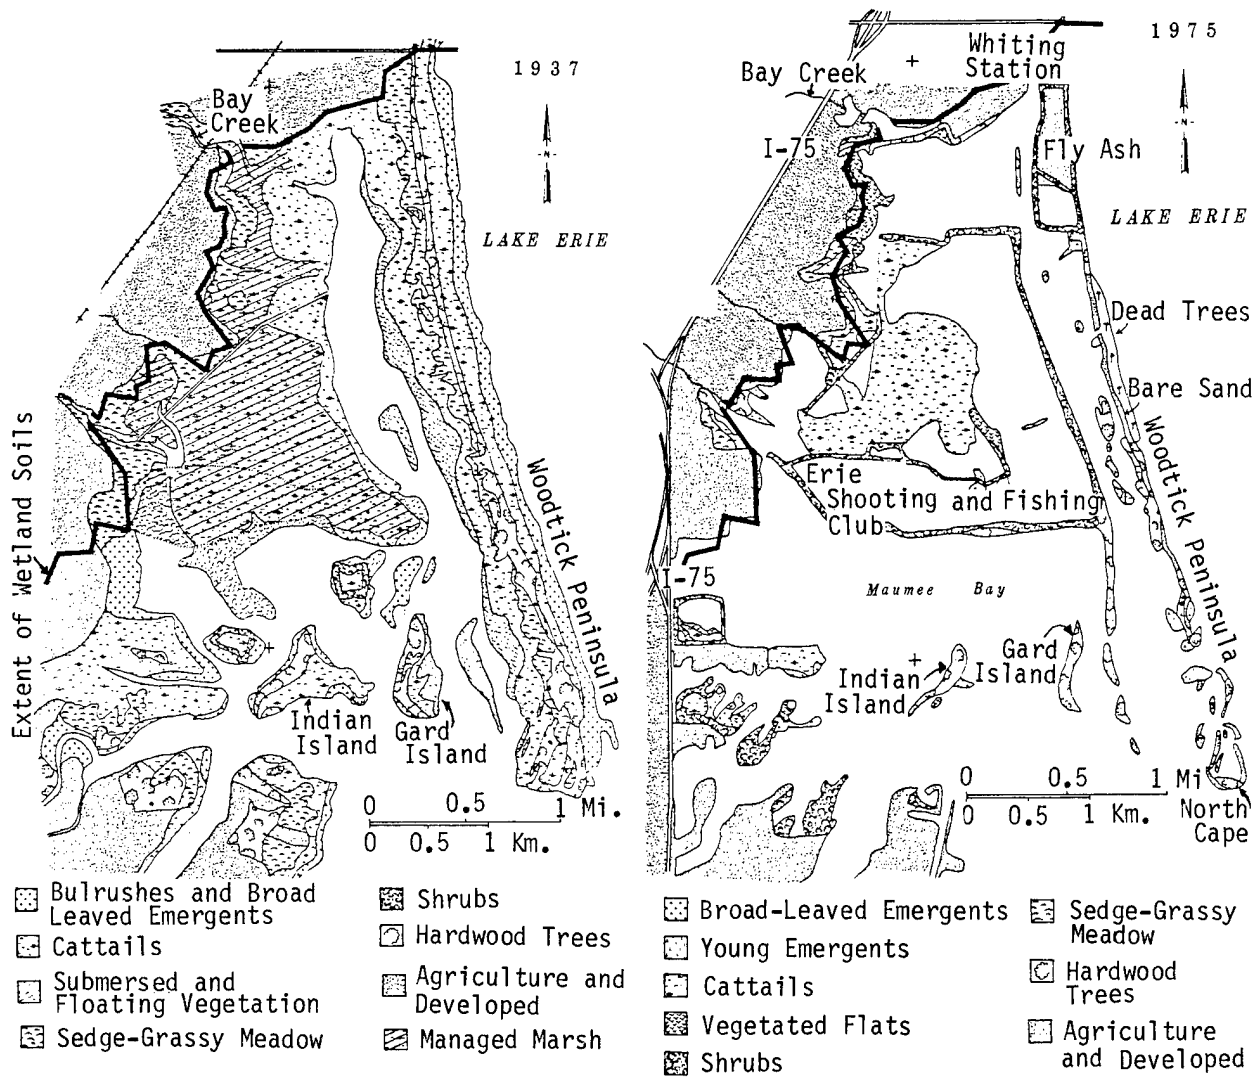 1937
Bay
Creek
N
LAKE ERIE
Woodtick Peninsula
Extent of Wetland Soils
Indian
Island
Gard
Island
0 0.5 1 Mi.
0 0.5 1 Km.
Bulrushes and Broad
Leaved Emergents
Cattails
Submersed and
Floating Vegetation
Sedge-Grassy Meadow
Shrubs
Hardwood Trees
Agriculture and
Developed
Managed Marsh
1975
Whiting
Station
Bay Creek
I-75
Fly Ash
N
LAKE ERIE
Dead Trees
Bare Sand
Woodtick Peninsula
Erie
Shooting and Fishing
Club
I-75
Maumee Bay
Gard
Island
Indian
Island
0 0.5 1 Mi
0 0.5 1 Km.
North
Cape
Broad-Leaved Emergents
Young Emergents
Cattails
Vegetated Flats
Shrubs
Sedge-Grassy
Meadow
Hardwood
Trees
Agriculture
and Developed